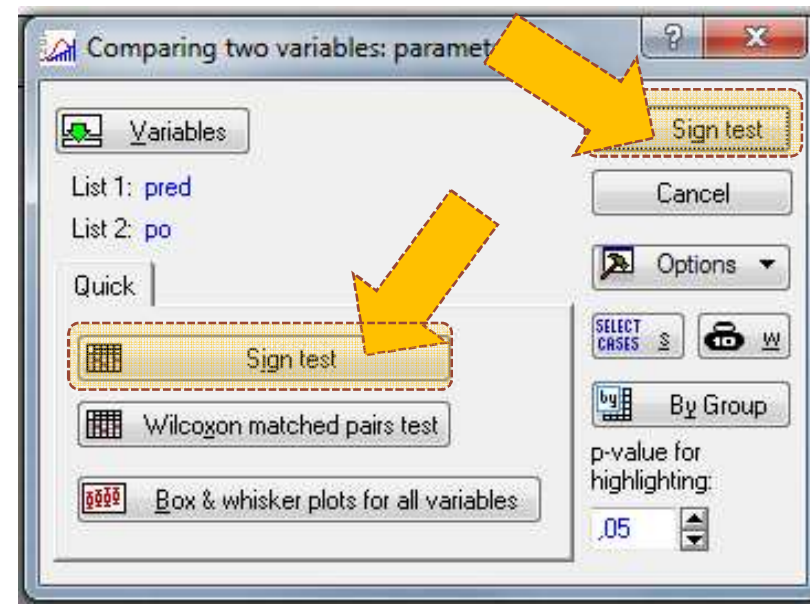 Comparing two variables: paramet
Variables
Sign test
List 1: pred
Cancel
List 2: po
Options
Quick
SELECT
CASES S
W
Sign test
By Group
Wilcoxon matched pairs test
p-value for
highlighting:
Box & whisker plots for all variables
,05